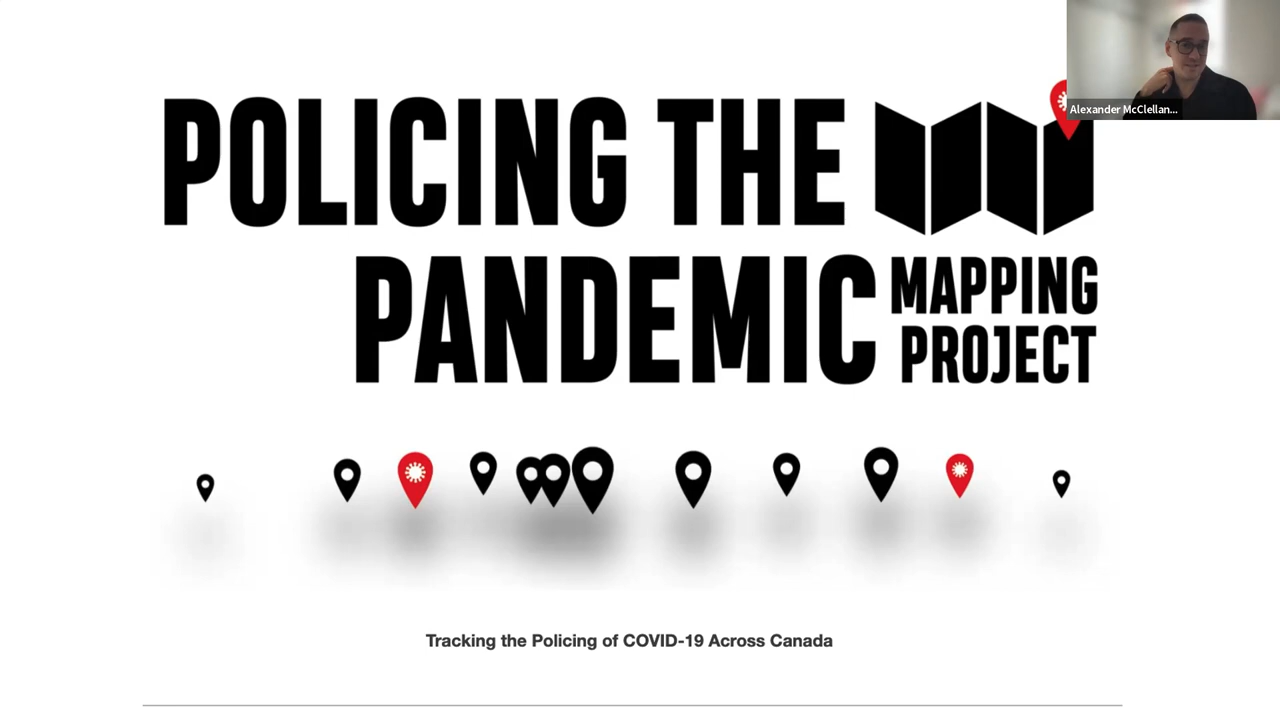 POLICING THE
PANDEMIC MAPPING
PROJECT
Tracking the Policing of COVID-19 Across Canada
Alexander McClellan...